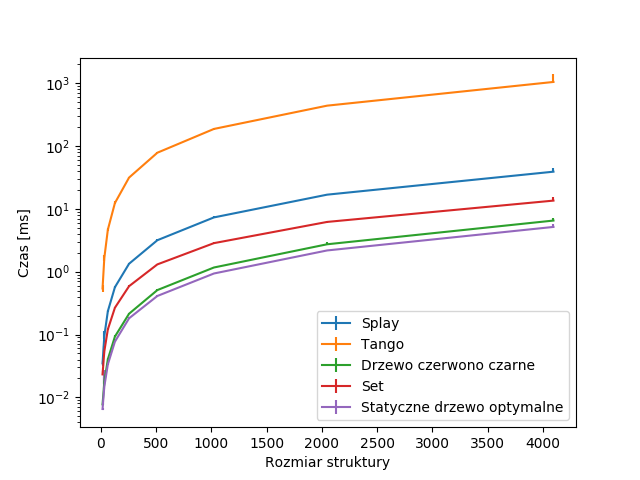 10³
10²
10¹
10⁰
10⁻¹
10⁻²
Czas [ms]
Splay
Tango
Drzewo czerwono czarne
Set
Statyczne drzewo optymalne
0 500 1000 1500 2000 2500 3000 3500 4000
Rozmiar struktury